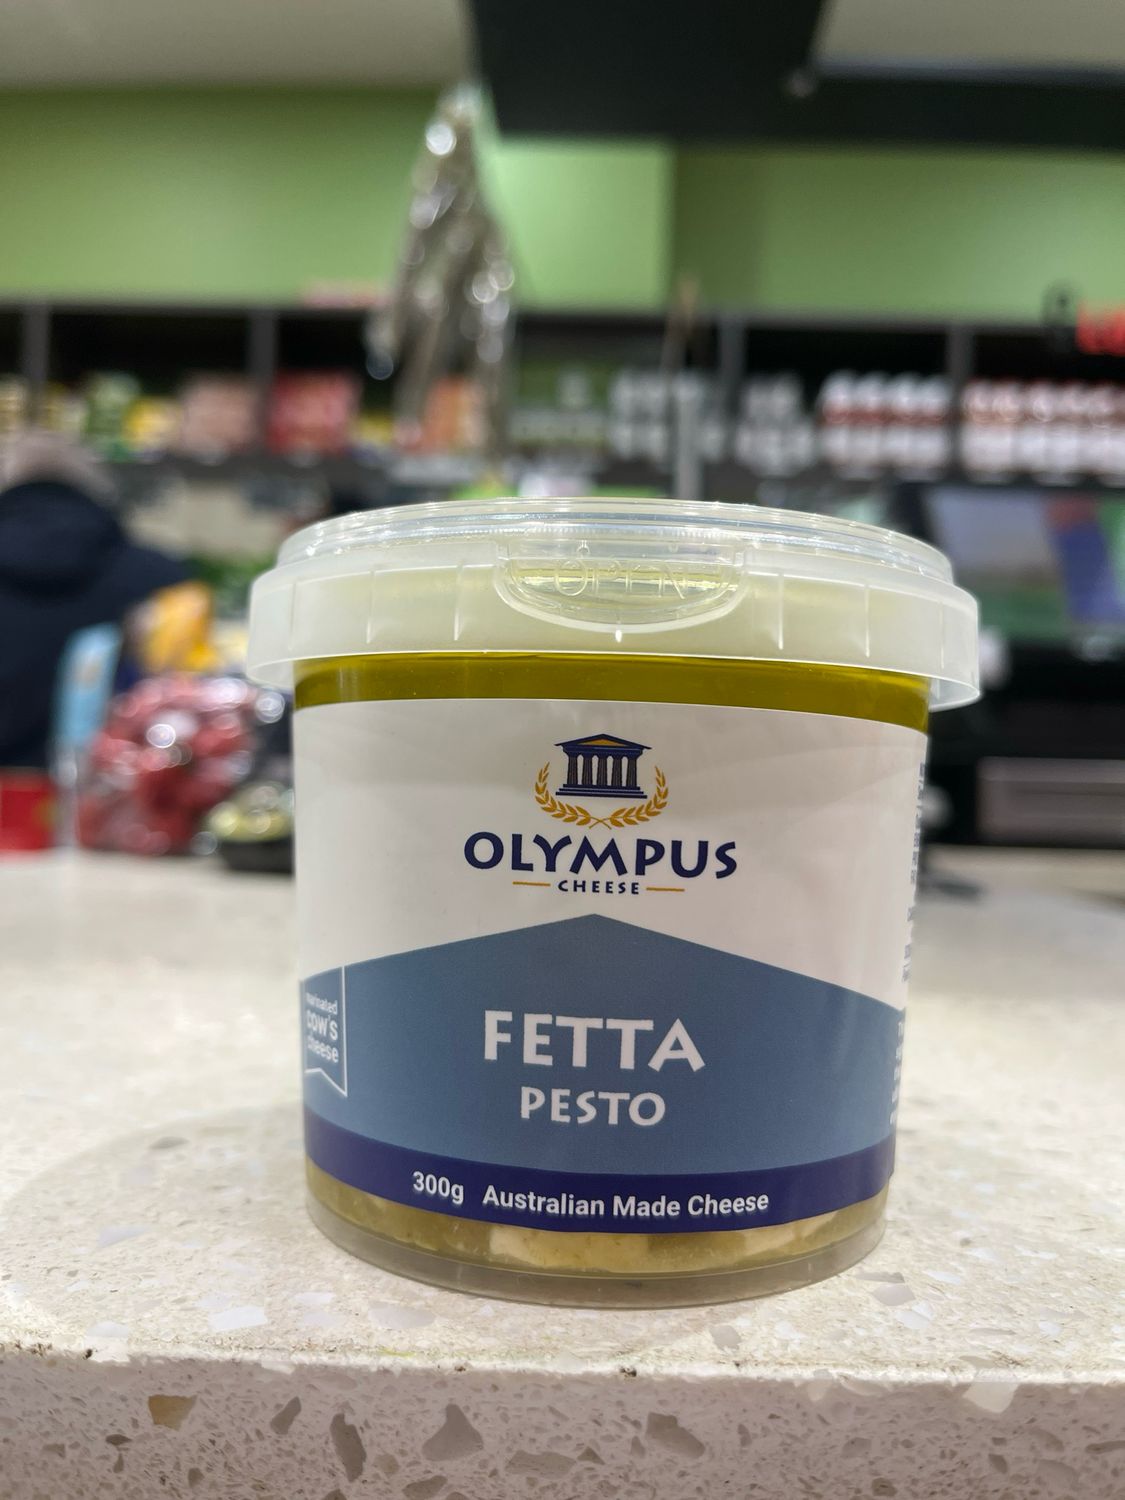 OPEN
OLYMPUS
CHEESE
marinated
cow's
cheese
FETTA
PESTO
300g Australian Made Cheese